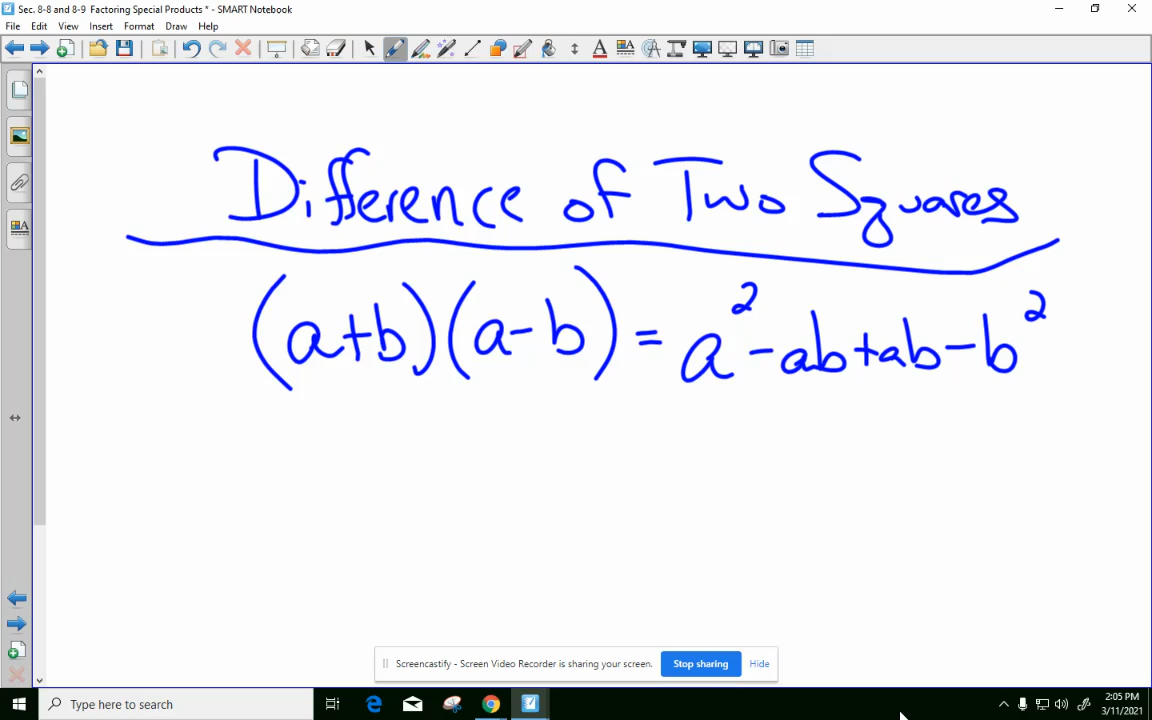 Sec. 8-8 and 8-9 Factoring Special Products * - SMART Notebook
File Edit View Insert Format Draw Help
Difference of Two Squares
(a+b)(a-b) = a² - ab + ab - b²
Screencastify - Screen Video Recorder is sharing your screen. Stop sharing Hide
Type here to search
2:05 PM
3/11/2021